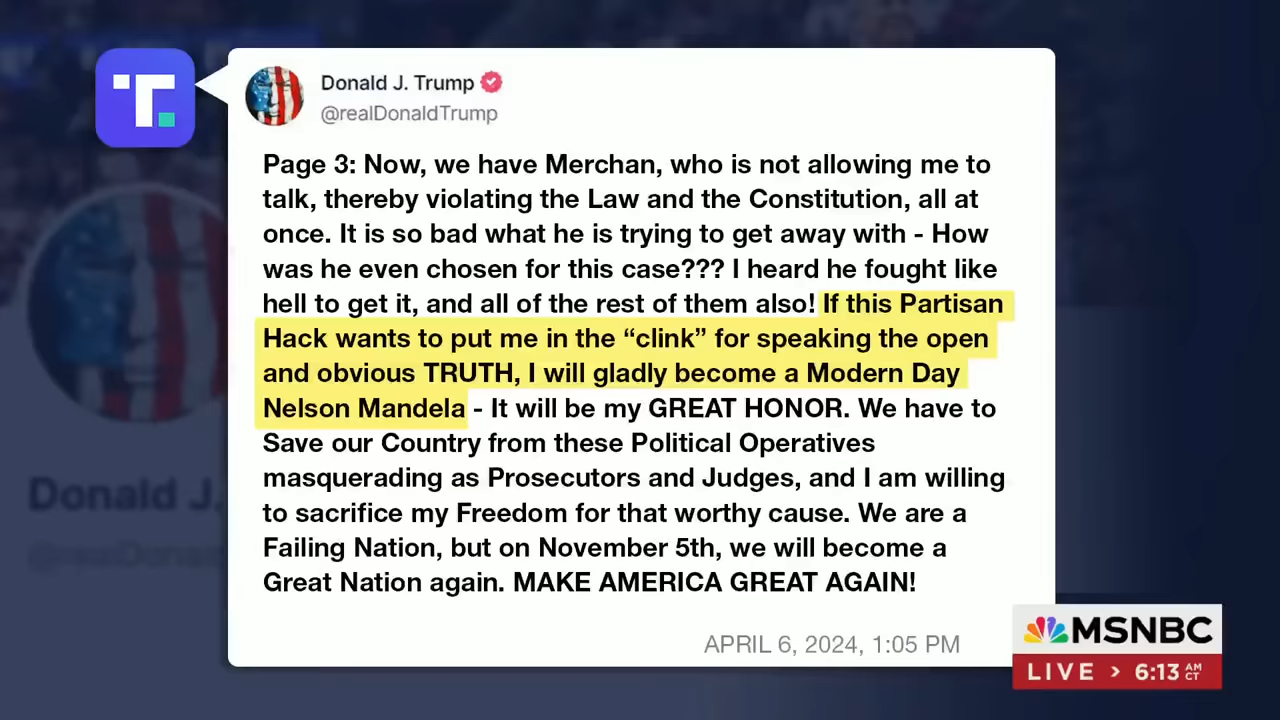 Donald J. Trump
@realDonaldTrump
Page 3: Now, we have Merchan, who is not allowing me to
talk, thereby violating the Law and the Constitution, all at
once. It is so bad what he is trying to get away with - How
was he even chosen for this case??? I heard he fought like
hell to get it, and all of the rest of them also! If this Partisan
Hack wants to put me in the “clink” for speaking the open
and obvious TRUTH, I will gladly become a Modern Day
Nelson Mandela - It will be my GREAT HONOR. We have to
Save our Country from these Political Operatives
masquerading as Prosecutors and Judges, and I am willing
to sacrifice my Freedom for that worthy cause. We are a
Failing Nation, but on November 5th, we will become a
Great Nation again. MAKE AMERICA GREAT AGAIN!
APRIL 6, 2024, 1:05 PM
Donald J.
@realDonald
MSNBC
LIVE > 6:13 AM CT